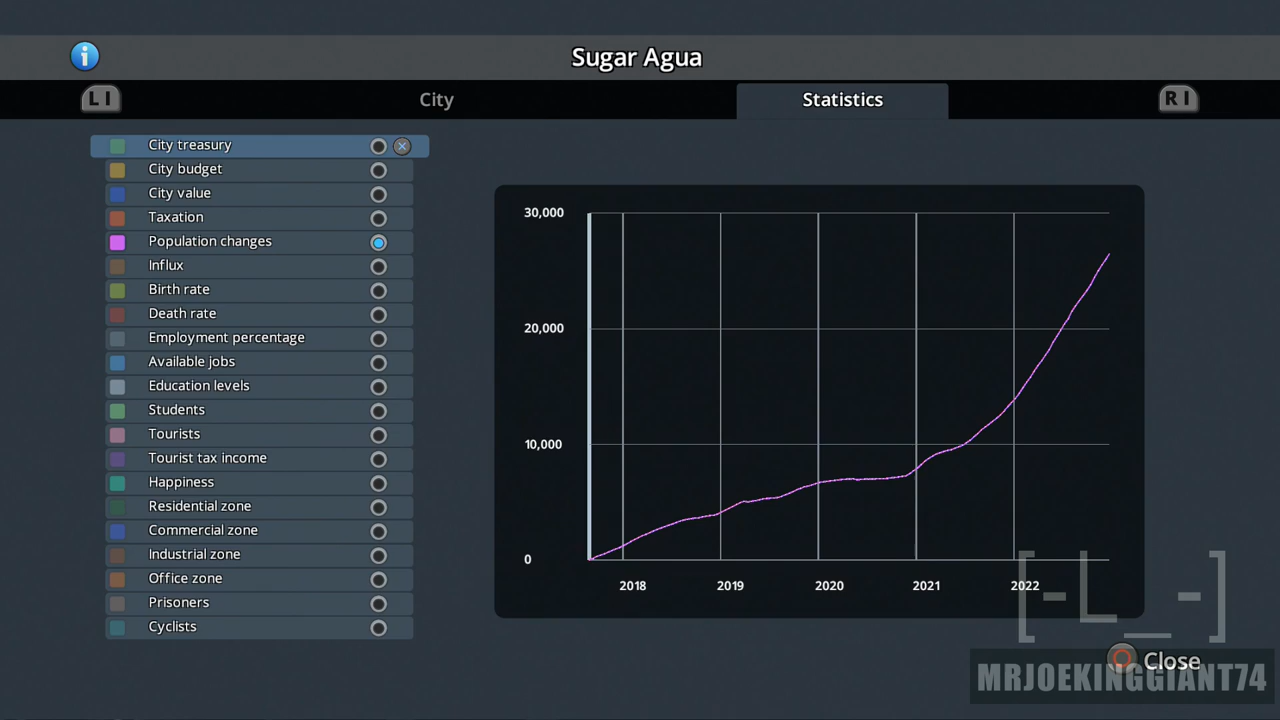 Sugar Agua
L1
City
Statistics
R1
City treasury
City budget
City value
Taxation
Population changes
Influx
Birth rate
Death rate
Employment percentage
Available jobs
Education levels
Students
Tourists
Tourist tax income
Happiness
Residential zone
Commercial zone
Industrial zone
Office zone
Prisoners
Cyclists
30,000
20,000
10,000
0
2018 2019 2020 2021 2022
[-L_-]
Close
MRJOEKINGGIANT74